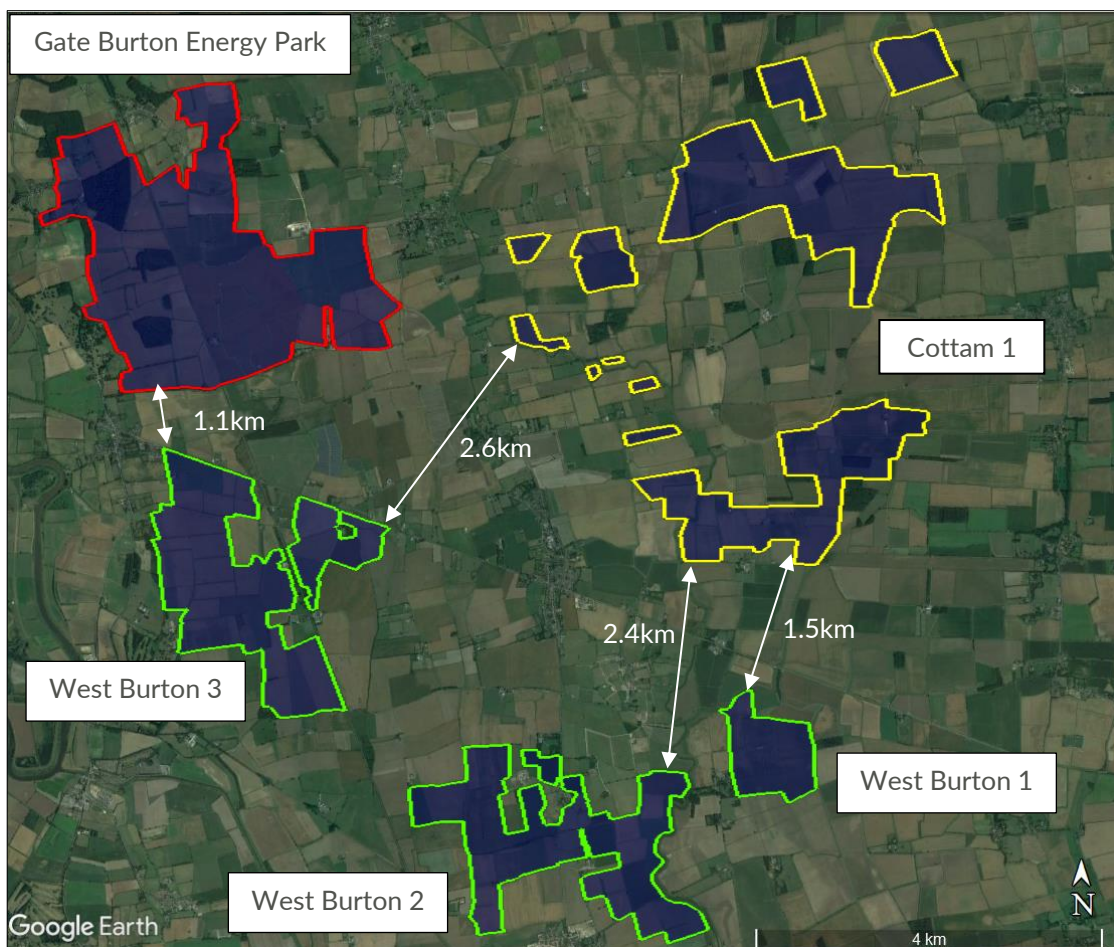 Gate Burton Energy Park
Cottam 1
1.1km
2.6km
2.4km
1.5km
West Burton 3
West Burton 1
West Burton 2
N
Google Earth
4 km